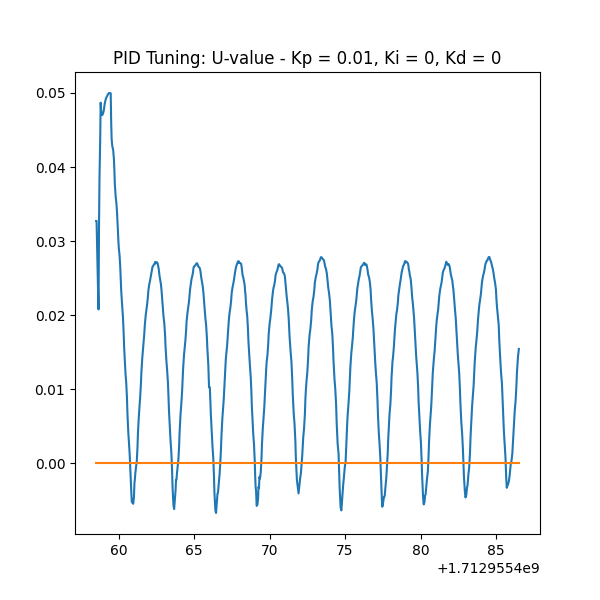 PID Tuning: U-value - Kp = 0.01, Ki = 0, Kd = 0
0.05
0.04
0.03
0.02
0.01
0.00
60 65 70 75 80 85
+1.7129554e9